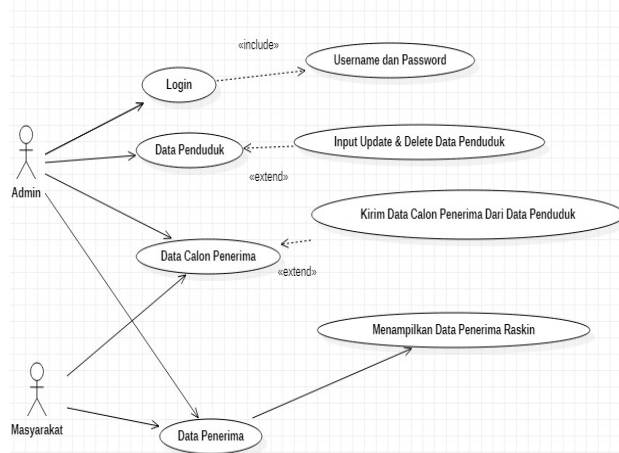 «include»
Username dan Password
Login
Data Penduduk
Input Update & Delete Data Penduduk
«extend»
Admin
Kirim Data Calon Penerima Dari Data Penduduk
Data Calon Penerima
«extend»
Menampilkan Data Penerima Raskin
Masyarakat
Data Penerima